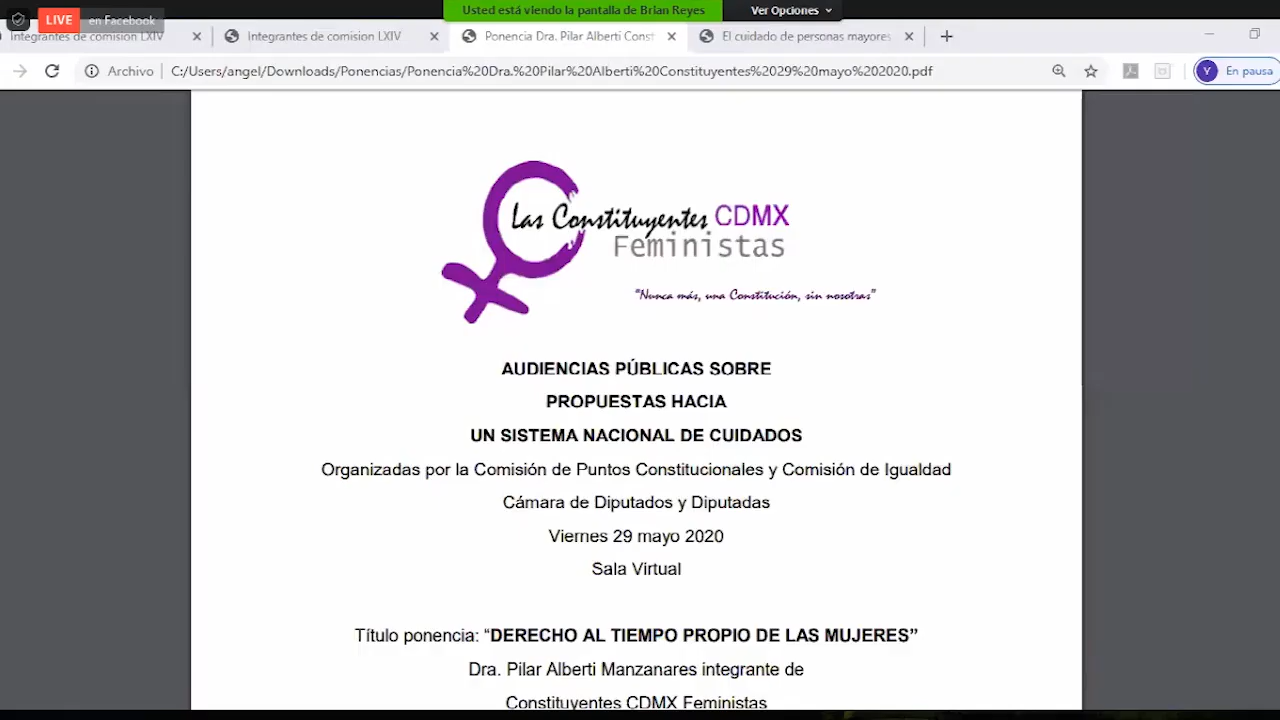 LIVE en Facebook
Usted está viendo la pantalla de Brian Reyes
Ver Opciones
Integrantes de comision LXIV
Integrantes de comision LXIV
Ponencia Dra. Pilar Alberti Const
El cuidado de personas mayores
Archivo
C:/Users/angel/Downloads/Ponencias/Ponencia%20Dra.%20Pilar%20Alberti%20Constituyentes%2029%20mayo%202020.pdf
Y En pausa
Las Constituyentes CDMX
Feministas
"Nunca más, una Constitución, sin nosotras"
AUDIENCIAS PÚBLICAS SOBRE
PROPUESTAS HACIA
UN SISTEMA NACIONAL DE CUIDADOS
Organizadas por la Comisión de Puntos Constitucionales y Comisión de Igualdad
Cámara de Diputados y Diputadas
Viernes 29 mayo 2020
Sala Virtual
Título ponencia: “DERECHO AL TIEMPO PROPIO DE LAS MUJERES”
Dra. Pilar Alberti Manzanares integrante de
Constituyentes CDMX Feministas